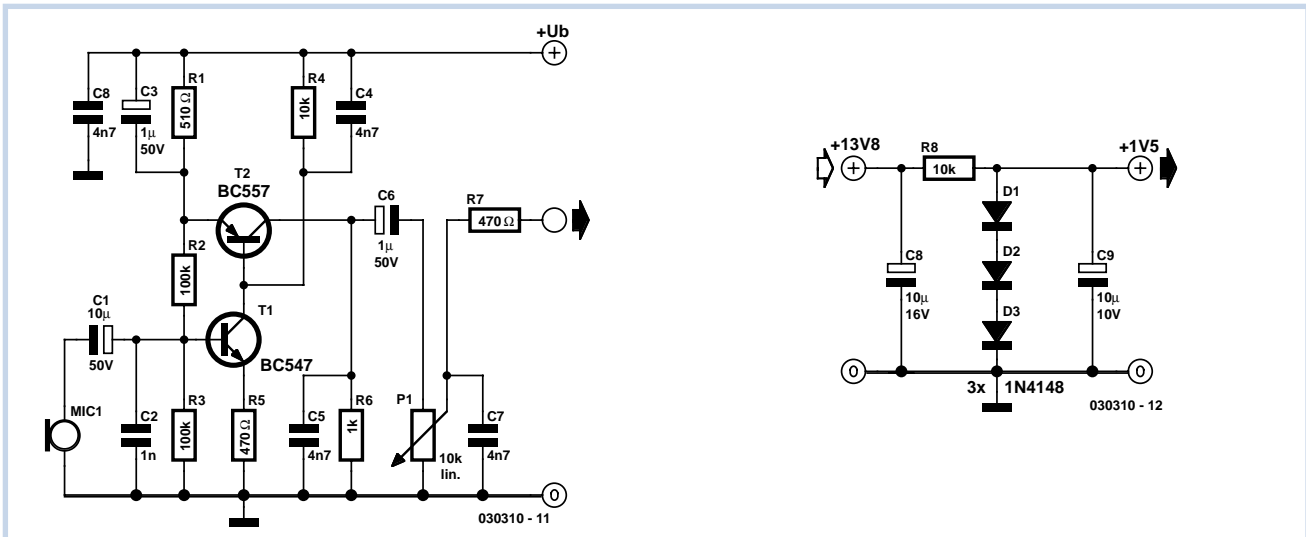 +Ub
C8
4n7
C3
1µ
50V
R1
510 Ω
R4
10k
C4
4n7
T2
BC557
C6
1µ
50V
R7
470 Ω
R2
100k
C1
10µ
50V
T1
BC547
MIC1
C2
1n
R3
100k
R5
470 Ω
C5
4n7
R6
1k
P1
10k
lin.
C7
4n7
0
030310 - 11
+13V8
R8
10k
+1V5
D1
D2
D3
C8
10µ
16V
C9
10µ
10V
0
0
3x 1N4148
030310 - 12